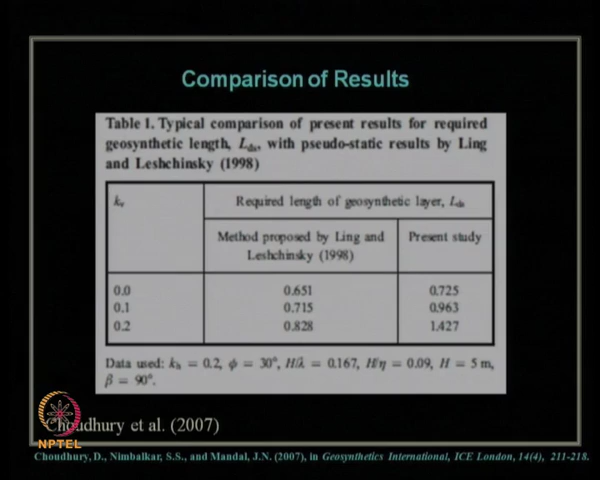 Comparison of Results
Table 1. Typical comparison of present results for required
geosynthetic length, Lds, with pseudo-static results by Ling
and Leshchinsky (1998)
kv Required length of geosynthetic layer, Lds
Method proposed by Ling and Present study
Leshchinsky (1998)
0.0 0.651 0.725
0.1 0.715 0.963
0.2 0.828 1.427
Data used: kh = 0.2, ϕ = 30°, H/λ = 0.167, H/η = 0.09, H = 5 m,
β = 90°.
Choudhury et al. (2007)
NPTEL
Choudhury, D., Nimbalkar, S.S., and Mandal, J.N. (2007), in Geosynthetics International, ICE London, 14(4), 211-218.